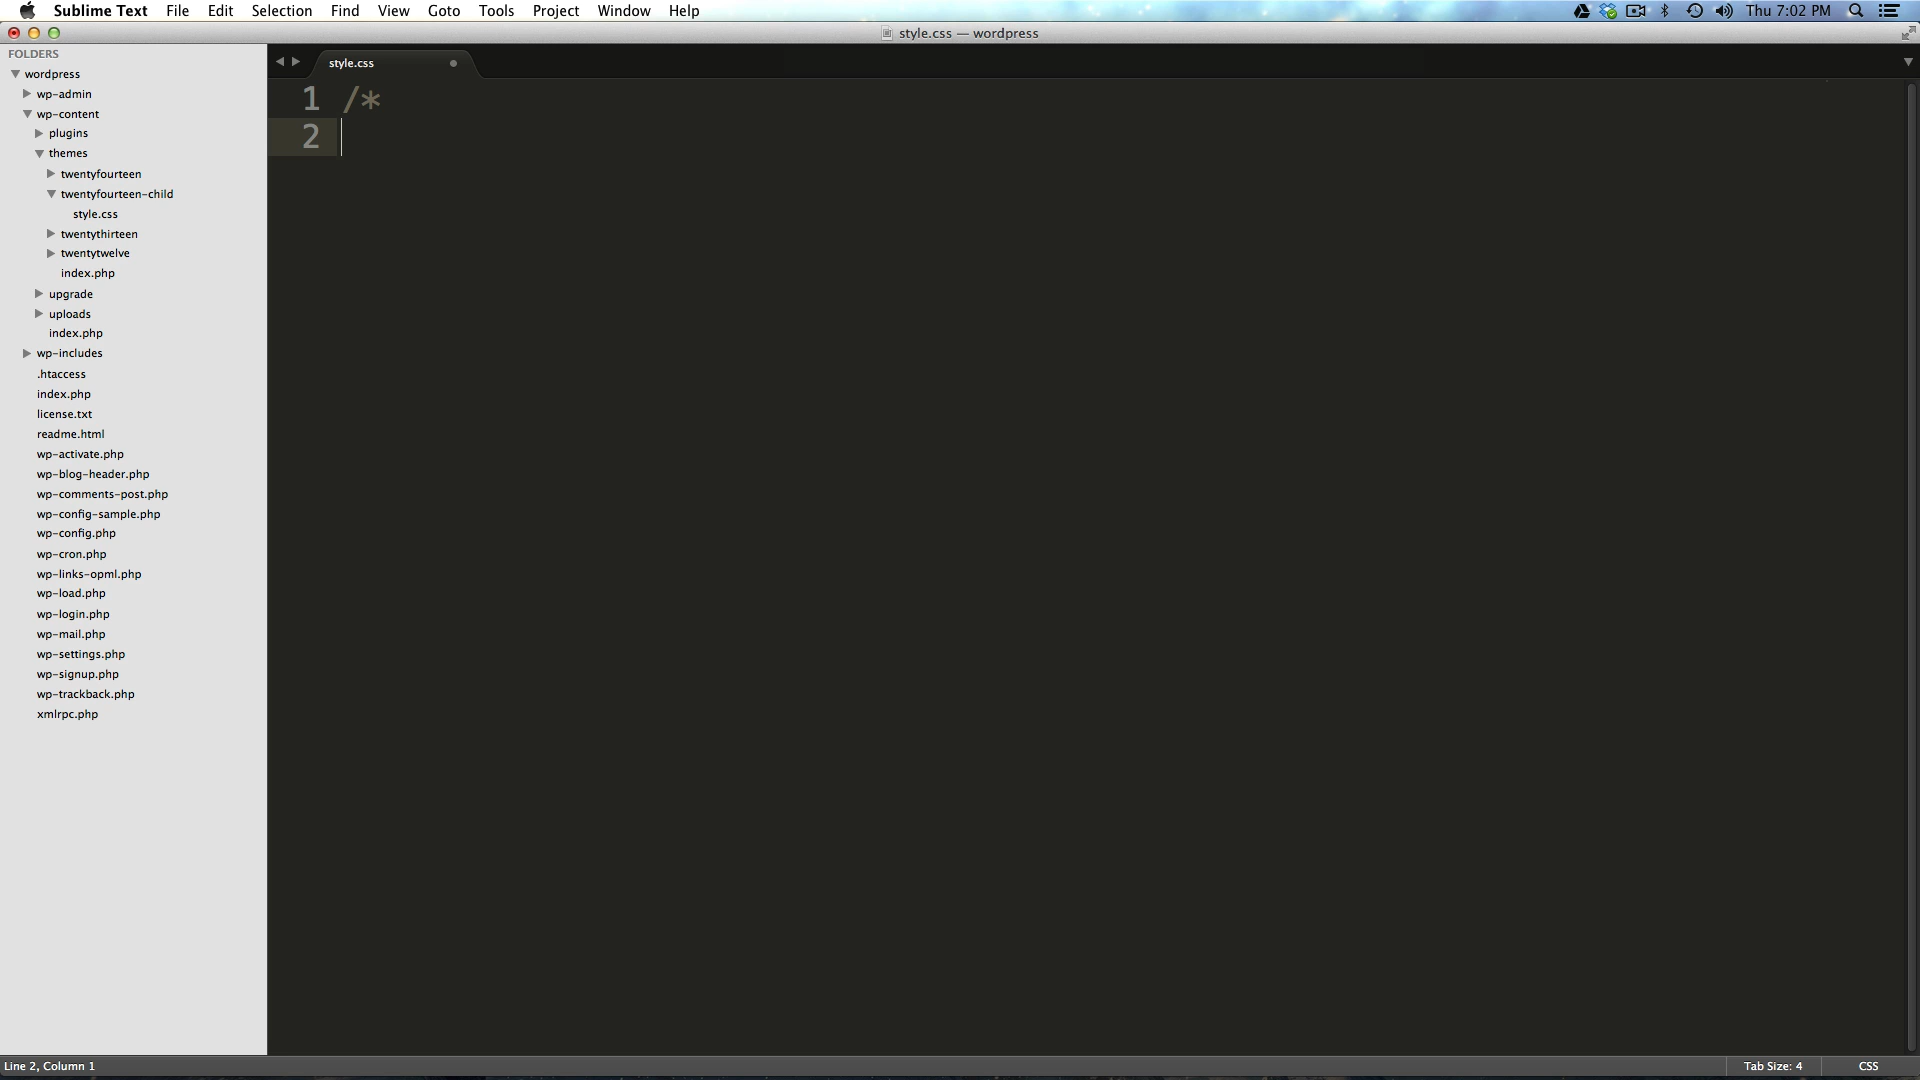 Sublime Text File Edit Selection Find View Goto Tools Project Window Help Thu 7:02 PM
style.css — wordpress
FOLDERS
wordpress
wp-admin
wp-content
plugins
themes
twentyfourteen
twentyfourteen-child
style.css
twentythirteen
twentytwelve
index.php
upgrade
uploads
index.php
wp-includes
.htaccess
index.php
license.txt
readme.html
wp-activate.php
wp-blog-header.php
wp-comments-post.php
wp-config-sample.php
wp-config.php
wp-cron.php
wp-links-opml.php
wp-load.php
wp-login.php
wp-mail.php
wp-settings.php
wp-signup.php
wp-trackback.php
xmlrpc.php
style.css
1 /*
2
Line 2, Column 1 Tab Size: 4 CSS